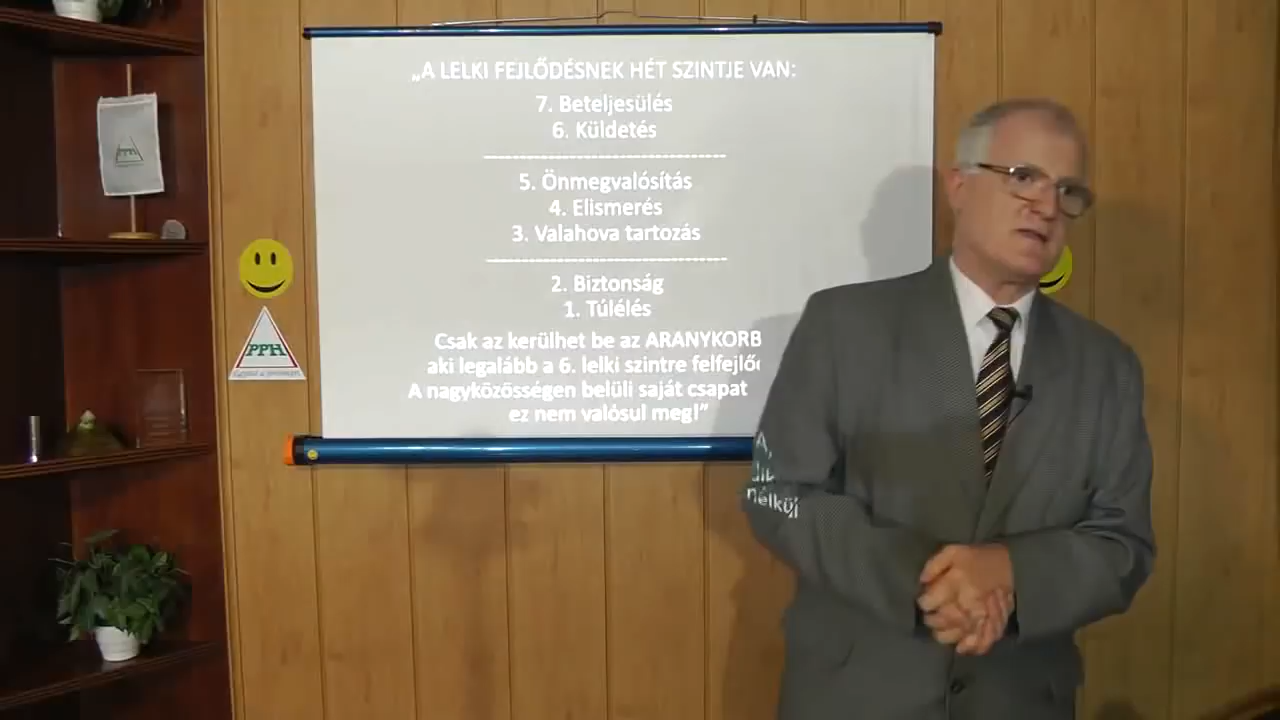 „A LELKI FEJLŐDÉSNEK HÉT SZINTJE VAN:
7. Beteljesülés
6. Küldetés
5. Önmegvalósítás
4. Elismerés
3. Valahova tartozás
2. Biztonság
1. Túlélés
Csak az kerülhet be az ARANYKORBA,
aki legalább a 6. lelki szintre felfejlődik
A nagyközösségen belüli saját csapat nélkül
ez nem valósul meg!”
PPH